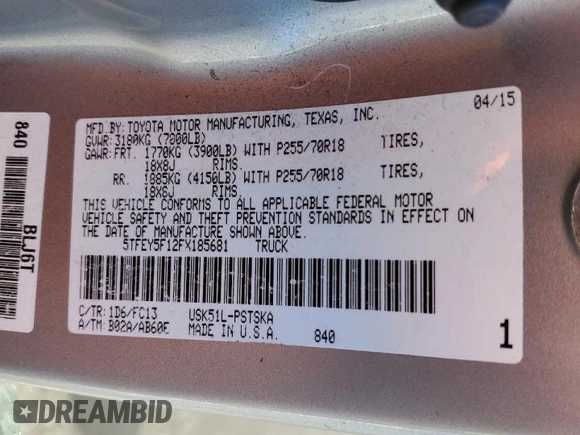 04/15
MFD.BY:TOYOTA MOTOR MANUFACTURING, TEXAS, INC.
GVWR:3180KG (7000LB)
GAWR:FRT. 1770KG (3900LB) WITH P255/70R18 TIRES,
18X8J RIMS.
RR. 1885KG (4150LB) WITH P255/70R18 TIRES,
18X8J RIMS.
THIS VEHICLE CONFORMS TO ALL APPLICABLE FEDERAL MOTOR
VEHICLE SAFETY AND THEFT PREVENTION STANDARDS IN EFFECT ON
THE DATE OF MANUFACTURE SHOWN ABOVE.
5TFEY5F12FX185681 TRUCK
C/TR:1D6/FC13 USK51L-PSTSKA
A/TM:B02A/AB60F MADE IN U.S.A. 840
1
840
BLJ6T
DREAMBID